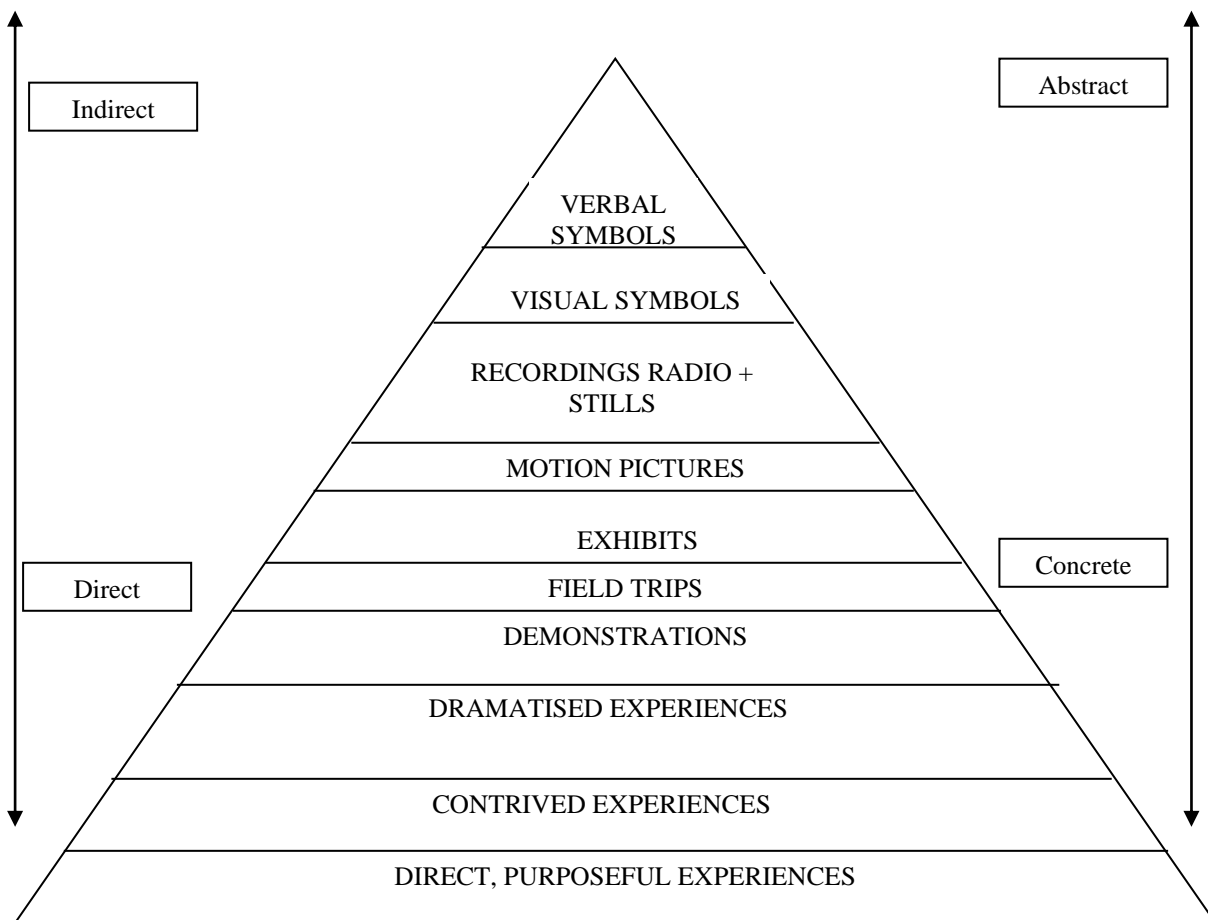 Indirect
Abstract
VERBAL
SYMBOLS
VISUAL SYMBOLS
RECORDINGS RADIO +
STILLS
MOTION PICTURES
EXHIBITS
Direct
Concrete
FIELD TRIPS
DEMONSTRATIONS
DRAMATISED EXPERIENCES
CONTRIVED EXPERIENCES
DIRECT, PURPOSEFUL EXPERIENCES